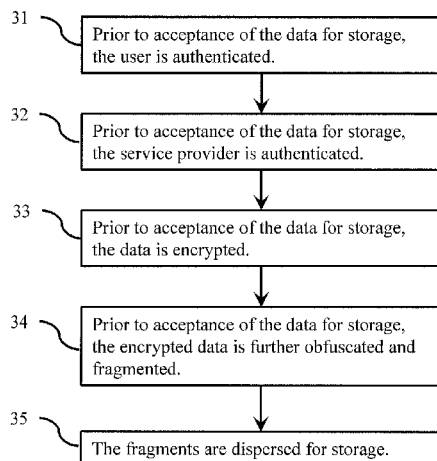 31
Prior to acceptance of the data for storage,
the user is authenticated.
32
Prior to acceptance of the data for storage,
the service provider is authenticated.
33
Prior to acceptance of the data for storage,
the data is encrypted.
34
Prior to acceptance of the data for storage,
the encrypted data is further obfuscated and
fragmented.
35
The fragments are dispersed for storage.